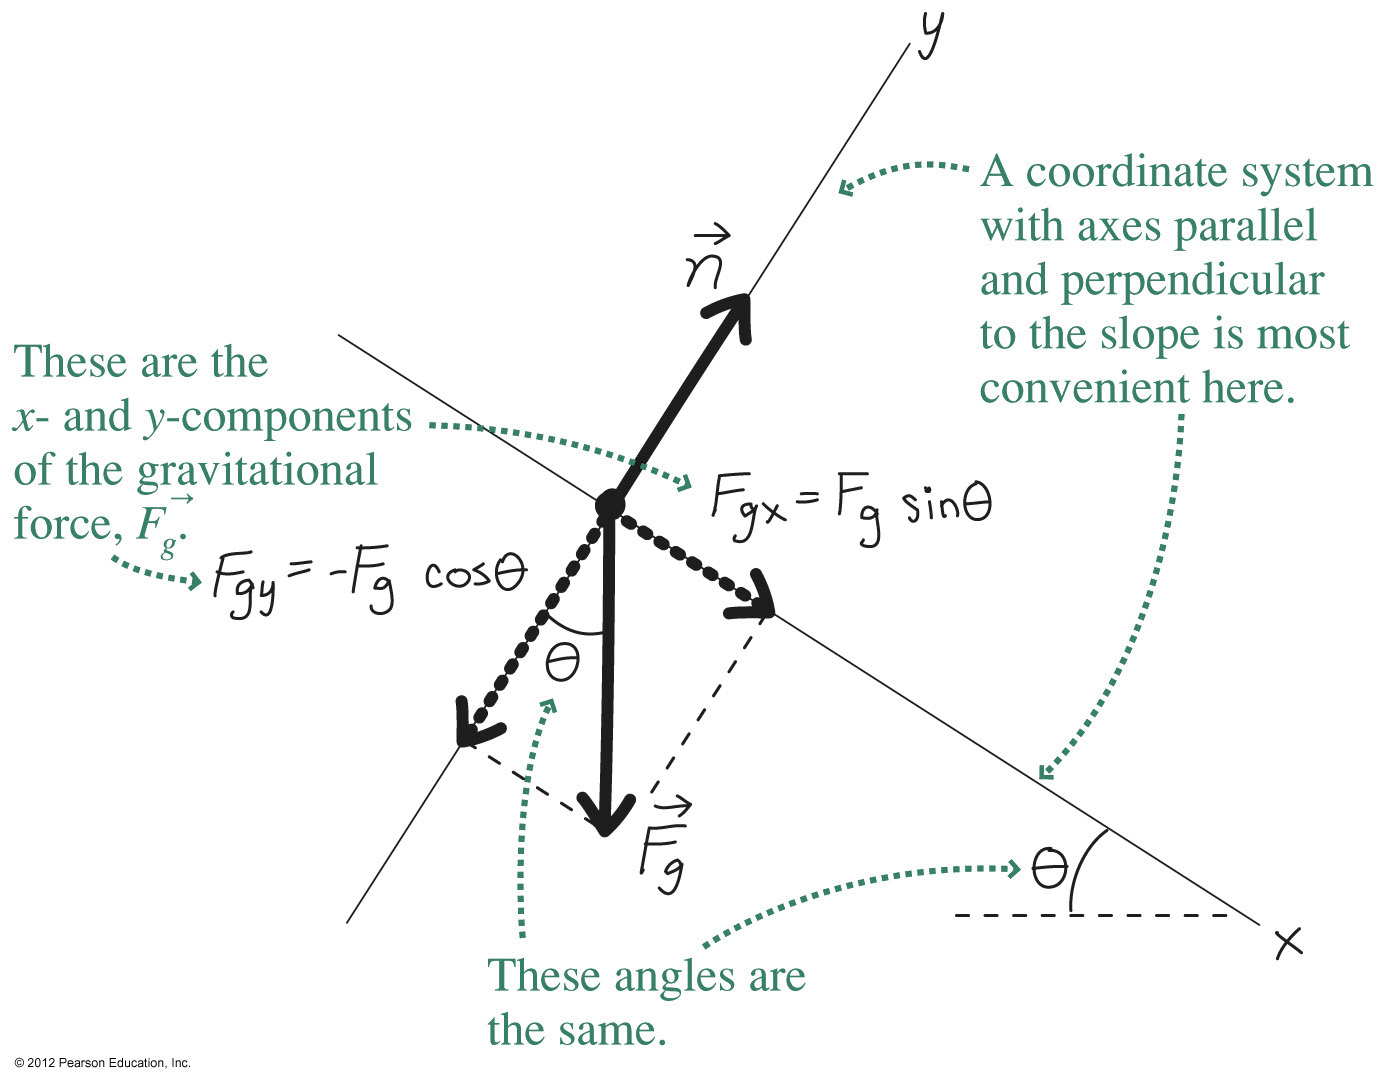 y
A coordinate system
with axes parallel
and perpendicular
to the slope is most
convenient here.
n⃗
These are the
x- and y-components
of the gravitational
force, F⃗g.
Fgx = Fg sinθ
Fgy = -Fg cosθ
θ
F⃗g
θ
x
These angles are
the same.
© 2012 Pearson Education, Inc.